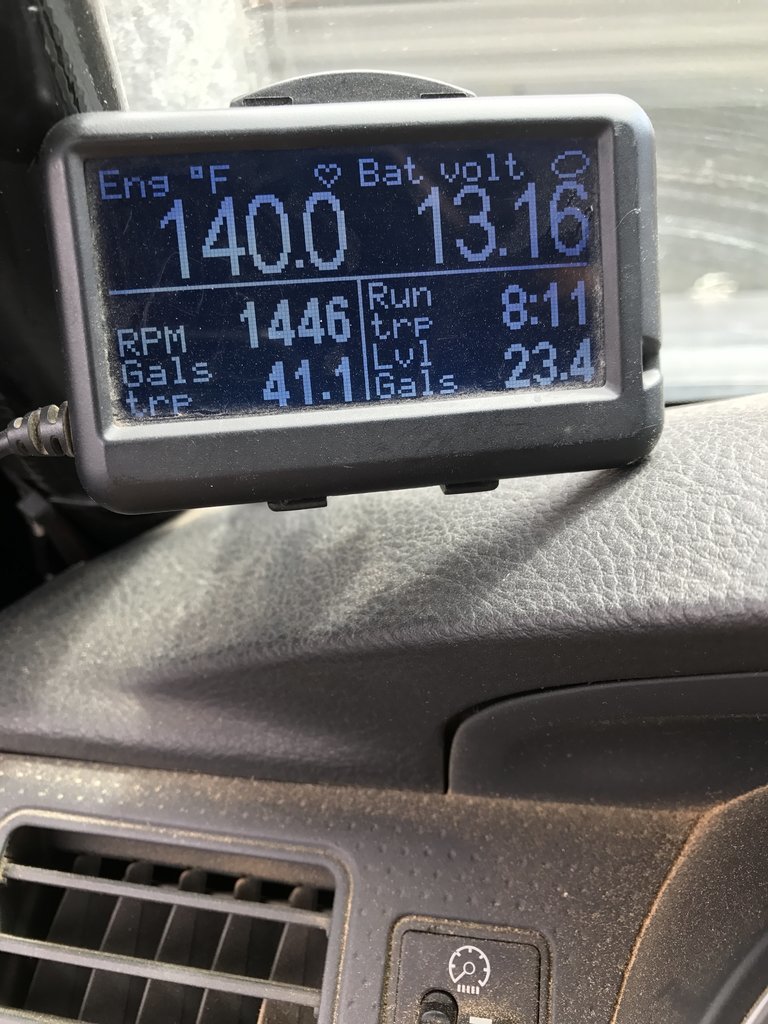 Eng °F Bat volt
140.0 13.16
RPM 1446 Run trp 8:11
Gals trp 41.1 Lvl Gals 23.4